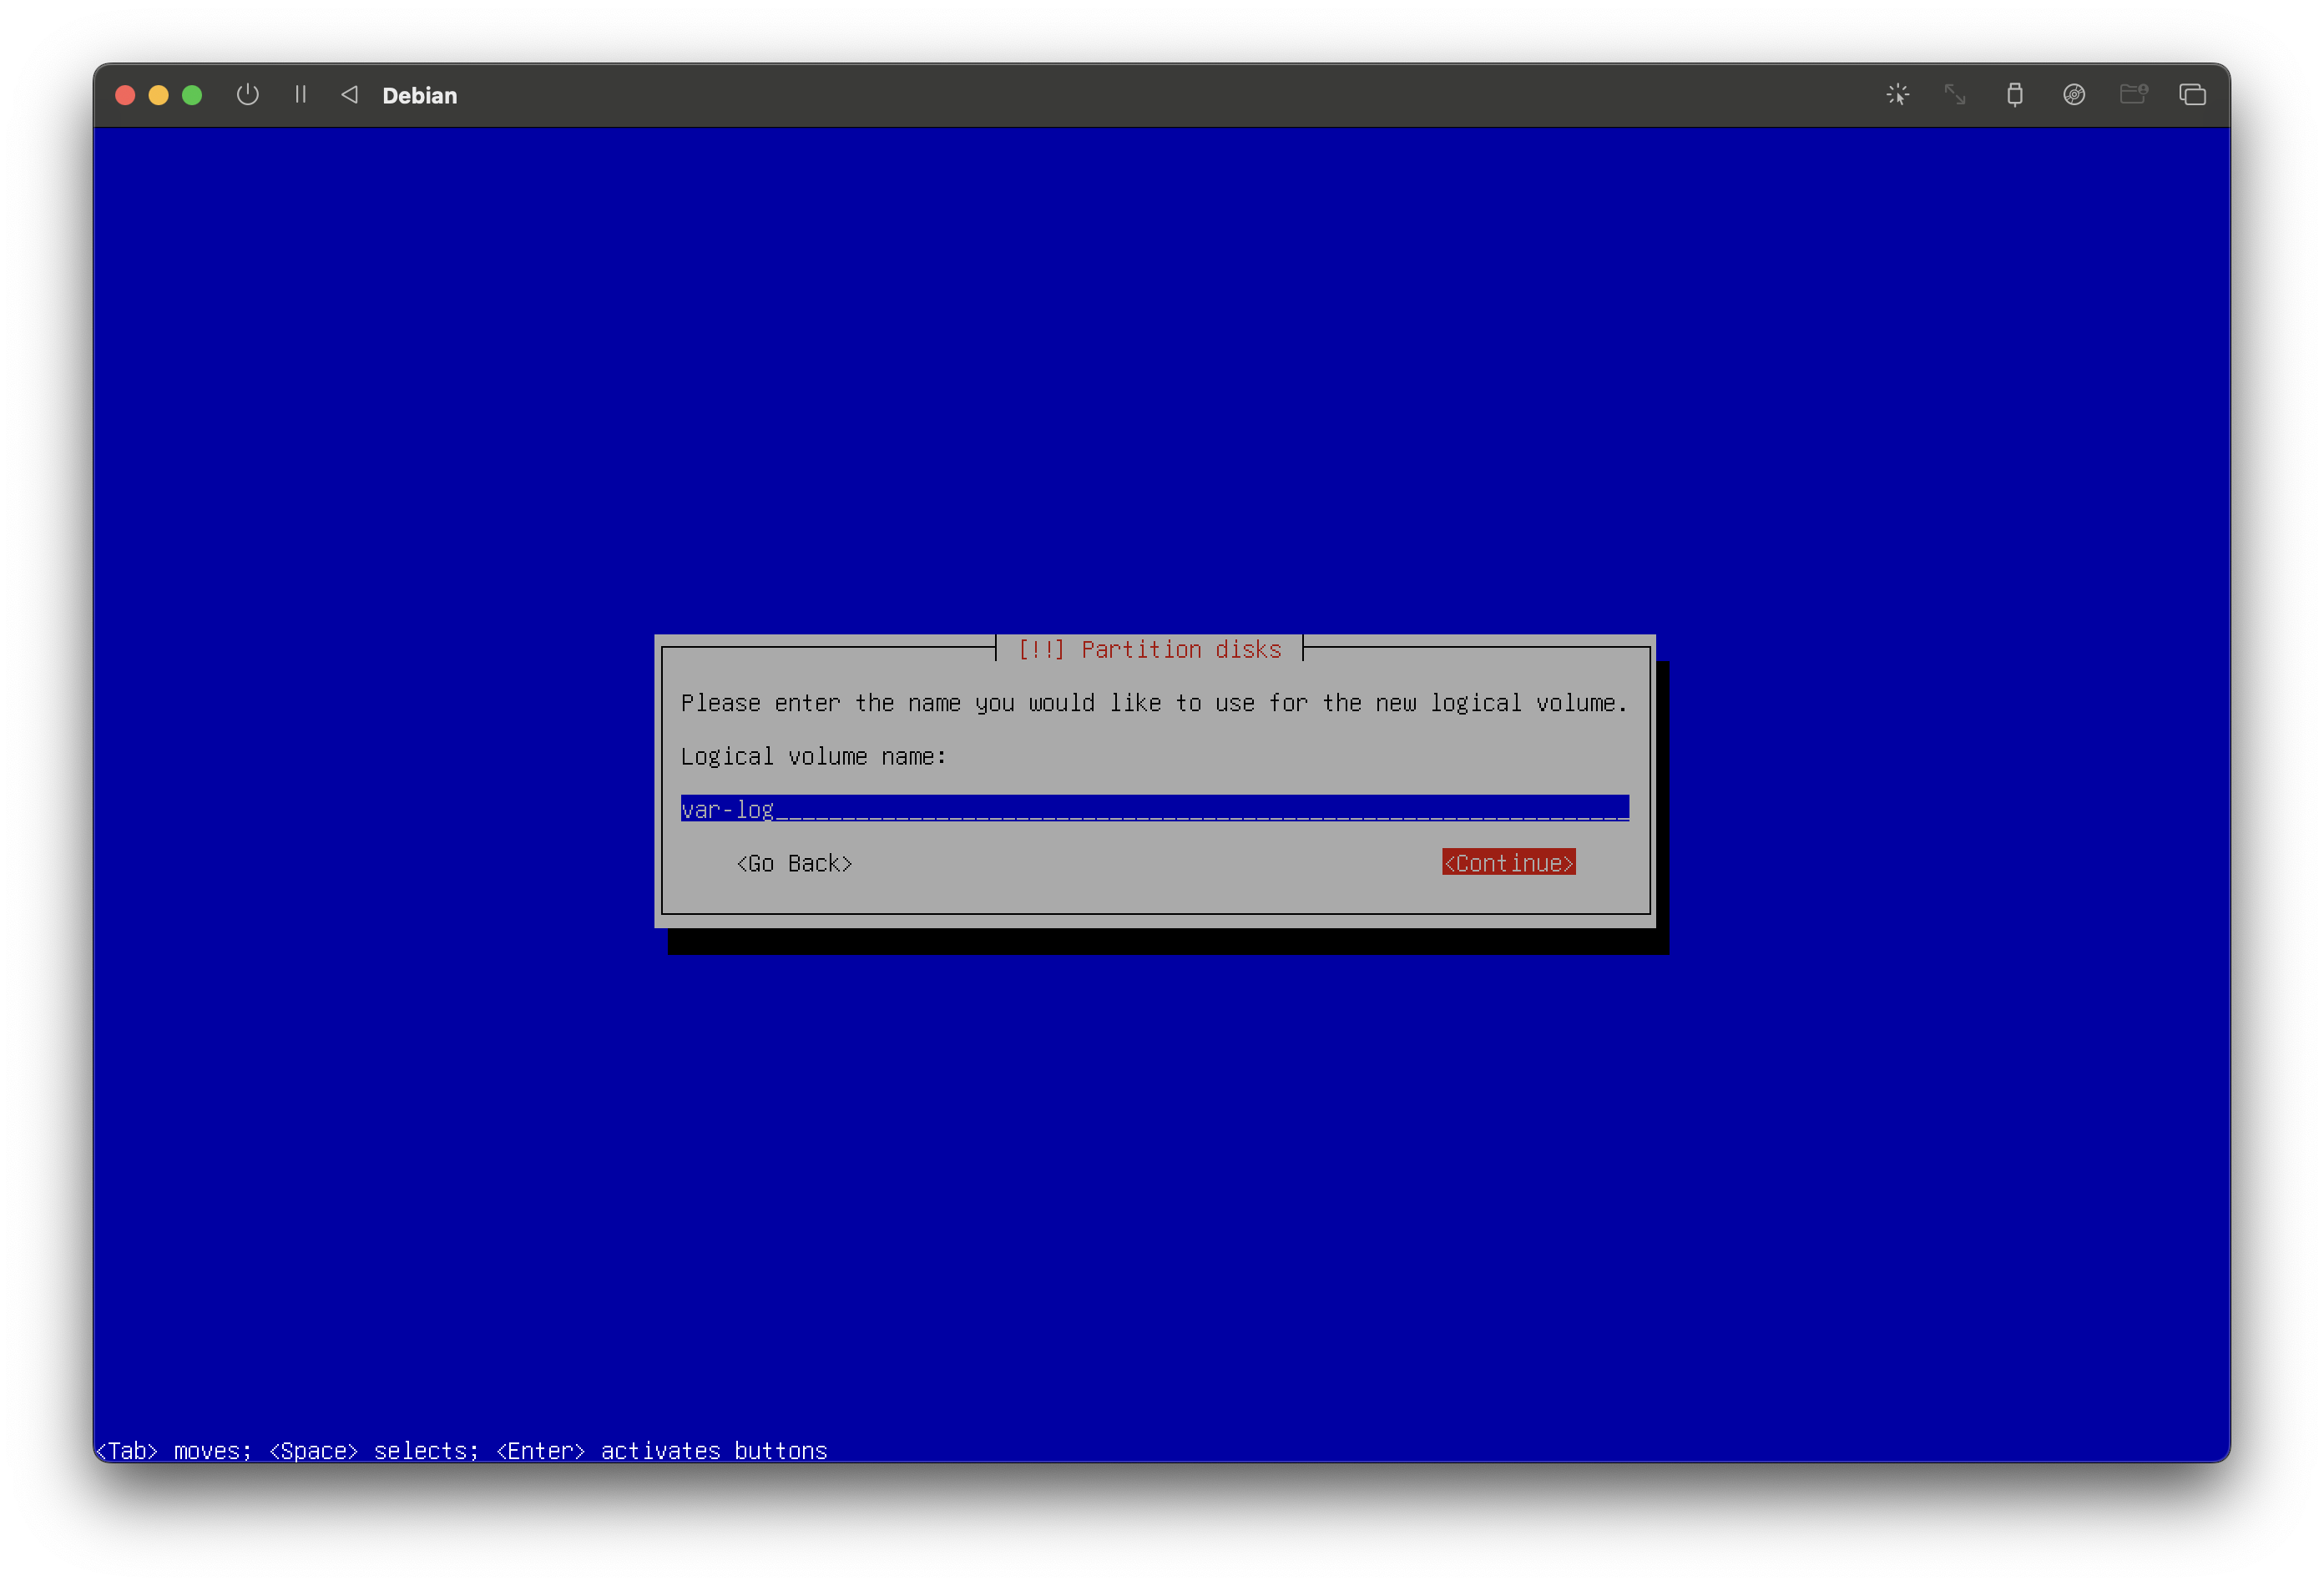 Debian
[!!] Partition disks
Please enter the name you would like to use for the new logical volume.
Logical volume name:
var-log
<Go Back> <Continue>
<Tab> moves; <Space> selects; <Enter> activates buttons